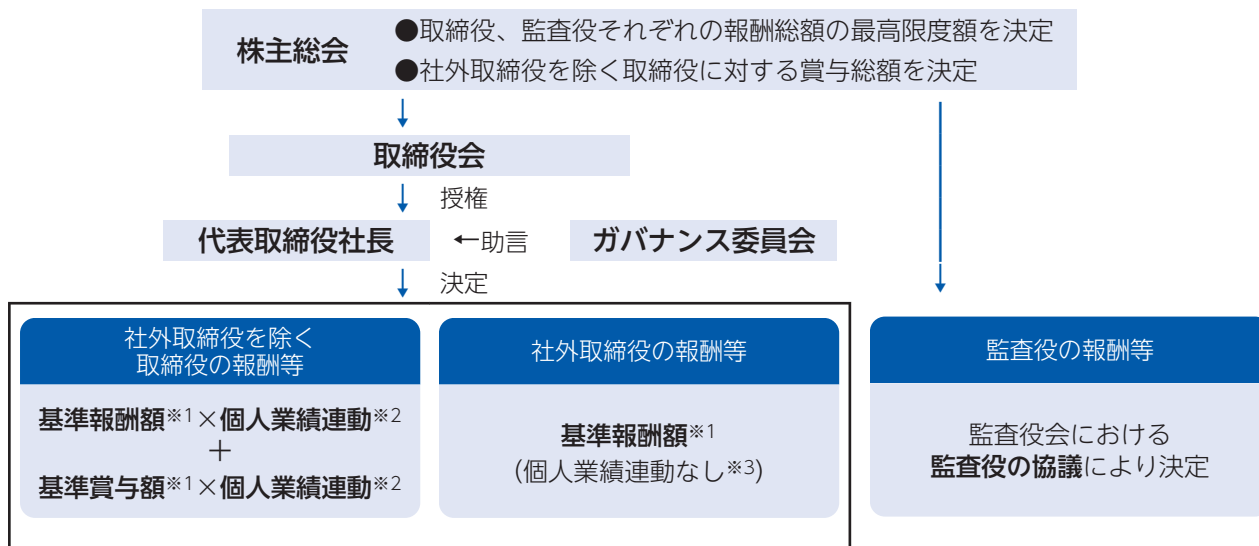 株主総会
●取締役、監査役それぞれの報酬総額の最高限度額を決定
●社外取締役を除く取締役に対する賞与総額を決定
取締役会
授権
代表取締役社長
←助言
ガバナンス委員会
決定
社外取締役を除く
取締役の報酬等
基準報酬額※1×個人業績連動※2
+
基準賞与額※1×個人業績連動※2
社外取締役の報酬等
基準報酬額※1
(個人業績連動なし※3)
監査役の報酬等
監査役会における
監査役の協議により決定